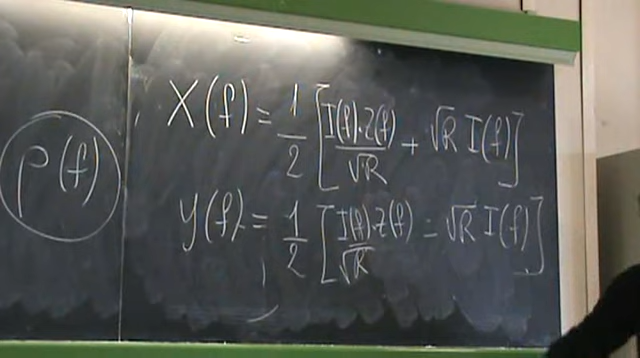 ρ(f)
X(f) = 1/2 [I(f)·Z(f)/√R + √R I(f)]
y(f) = 1/2 [I(f)·Z(f)/√R − √R I(f)]